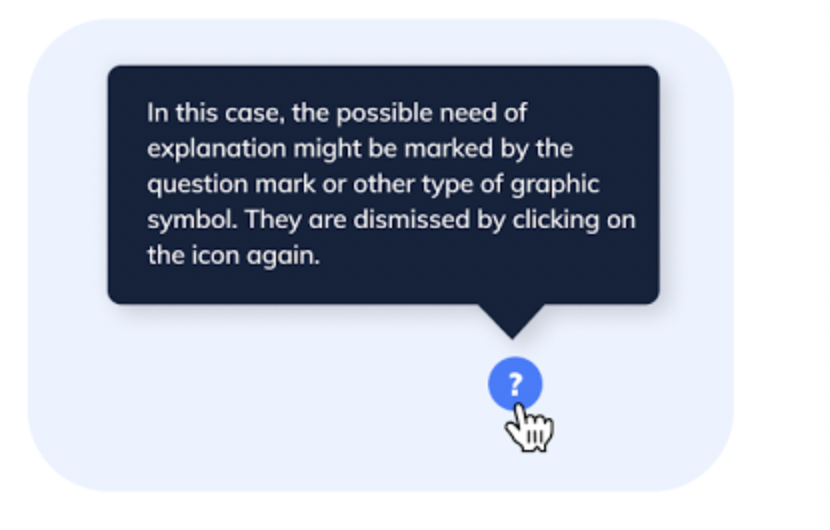 In this case, the possible need of
explanation might be marked by the
question mark or other type of graphic
symbol. They are dismissed by clicking on
the icon again.
?